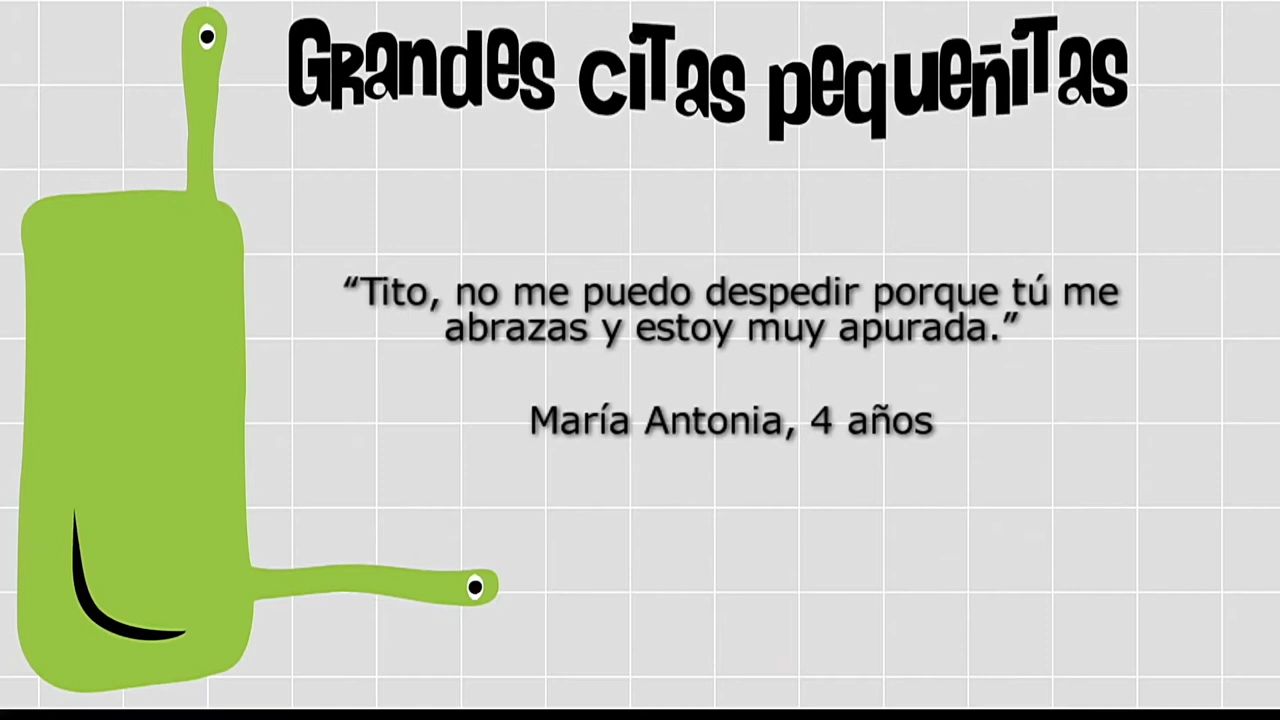 Grandes citas pequeñitas
“Tito, no me puedo despedir porque tú me
abrazas y estoy muy apurada.”
María Antonia, 4 años